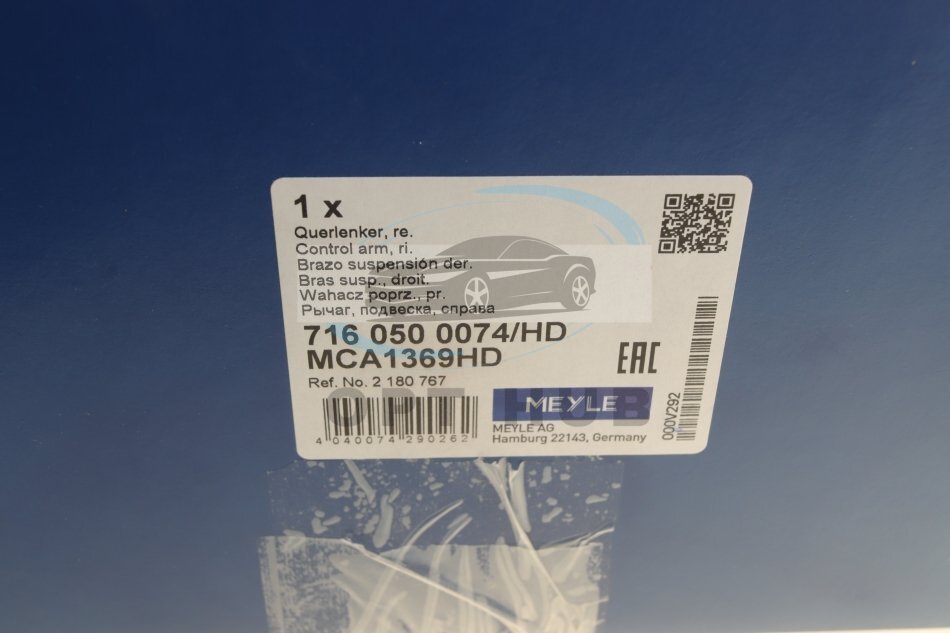 1 x
Querlenker, re.
Control arm, ri.
Brazo suspensión der.
Bras susp., droit.
Wahacz poprz., pr.
Рычаг, подвеска, справа
716 050 0074/HD
MCA1369HD
Ref. No. 2 180 767
EAC
OPT HUB
MEYLE
MEYLE AG
Hamburg 22143, Germany
4 040074 290262
000V292